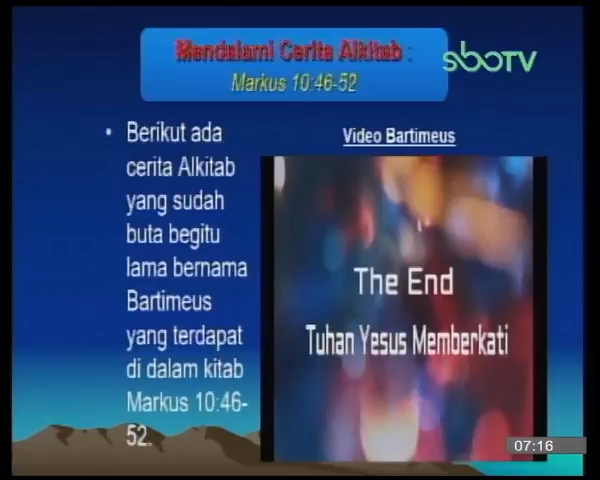 Mendalami Cerita Alkitab :
Markus 10:46-52
sboTV
• Berikut ada
cerita Alkitab
yang sudah
buta begitu
lama bernama
Bartimeus
yang terdapat
di dalam kitab
Markus 10:46-
52.
Video Bartimeus
The End
Tuhan Yesus Memberkati
07:16